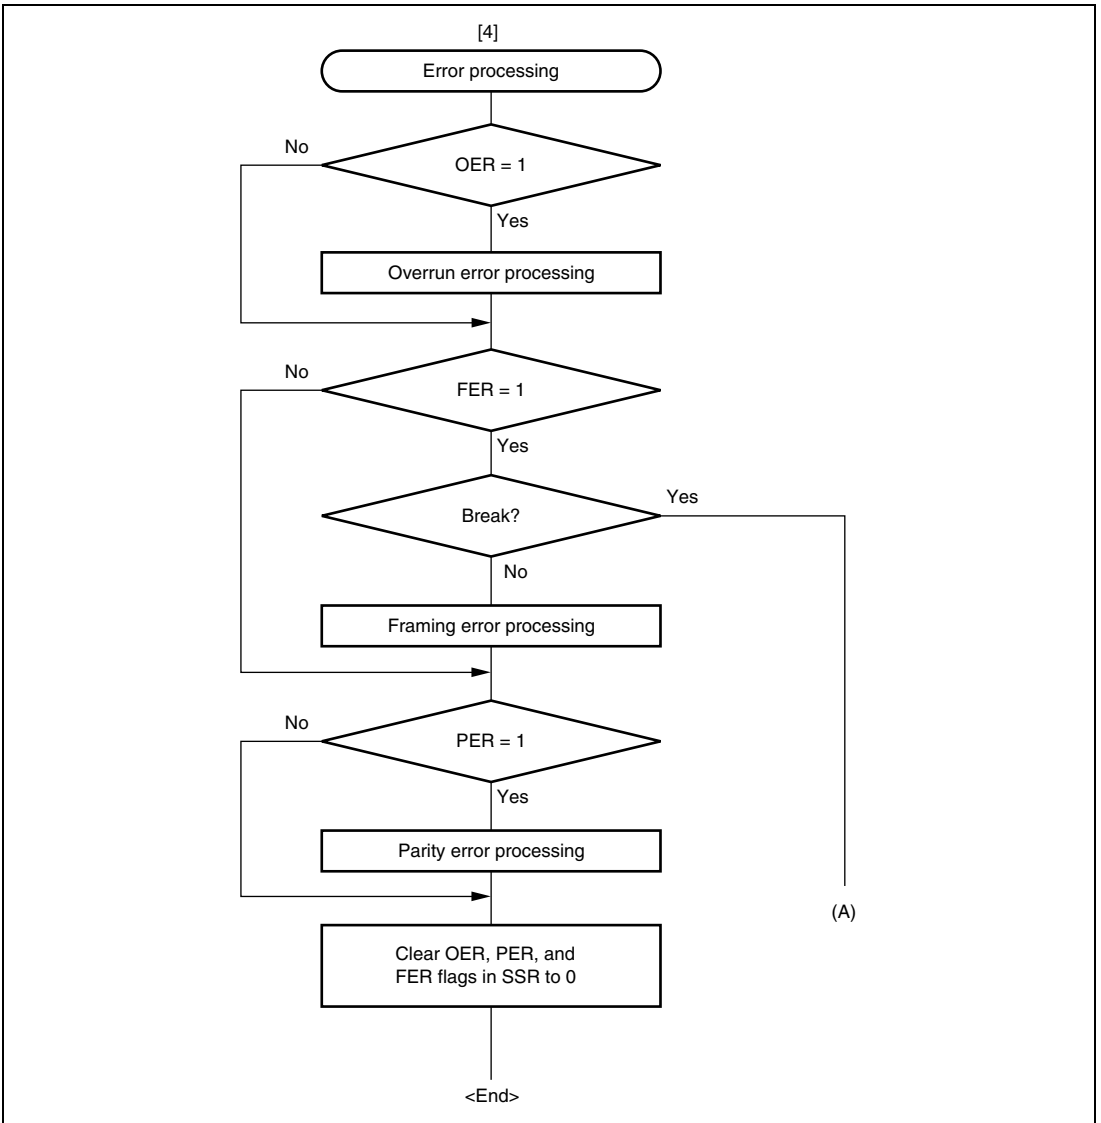 [4]
Error processing
No
OER = 1
Yes
Overrun error processing
No
FER = 1
Yes
Yes
Break?
No
Framing error processing
No
PER = 1
Yes
Parity error processing
(A)
Clear OER, PER, and
FER flags in SSR to 0
<End>